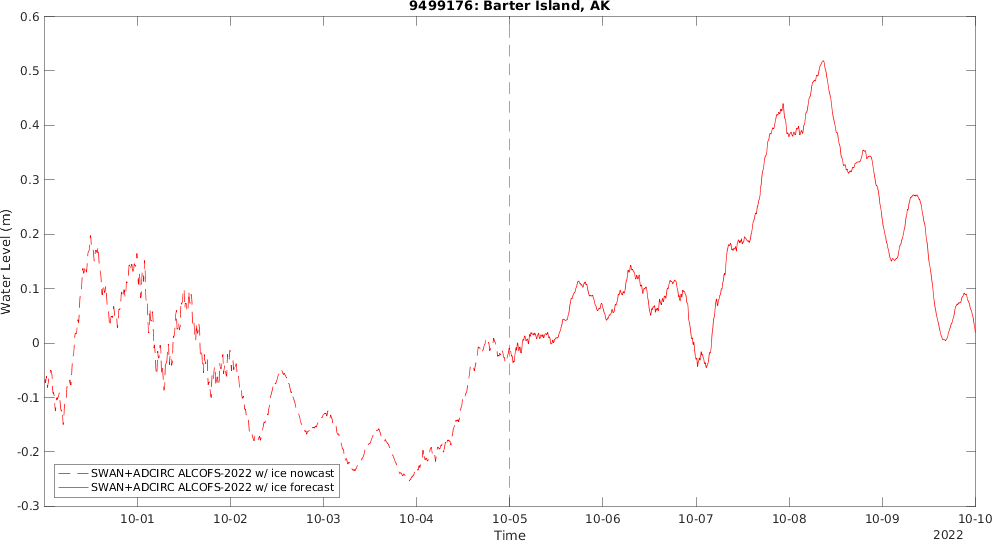 9499176: Barter Island, AK
0.6
0.5
0.4
0.3
0.2
0.1
0
-0.1
-0.2
-0.3
Water Level (m)
SWAN+ADCIRC ALCOFS-2022 w/ ice nowcast
SWAN+ADCIRC ALCOFS-2022 w/ ice forecast
10-01 10-02 10-03 10-04 10-05 10-06 10-07 10-08 10-09 10-10
Time
2022